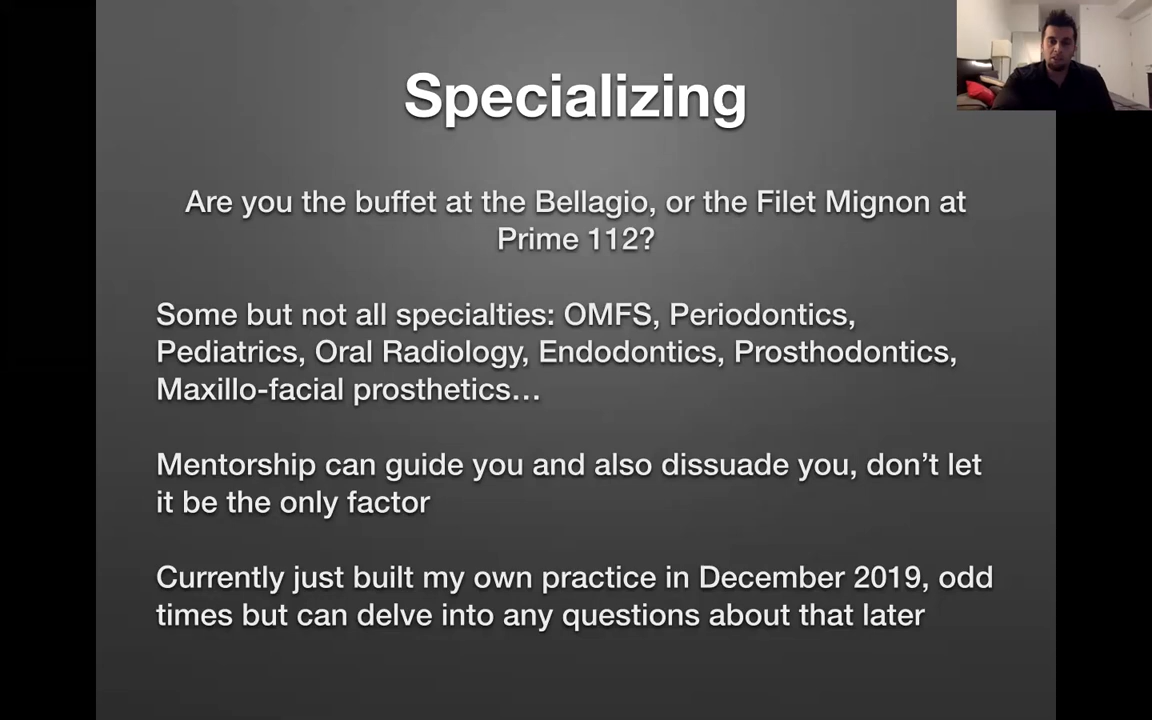 Specializing
Are you the buffet at the Bellagio, or the Filet Mignon at
Prime 112?
Some but not all specialties: OMFS, Periodontics,
Pediatrics, Oral Radiology, Endodontics, Prosthodontics,
Maxillo-facial prosthetics…
Mentorship can guide you and also dissuade you, don’t let
it be the only factor
Currently just built my own practice in December 2019, odd
times but can delve into any questions about that later